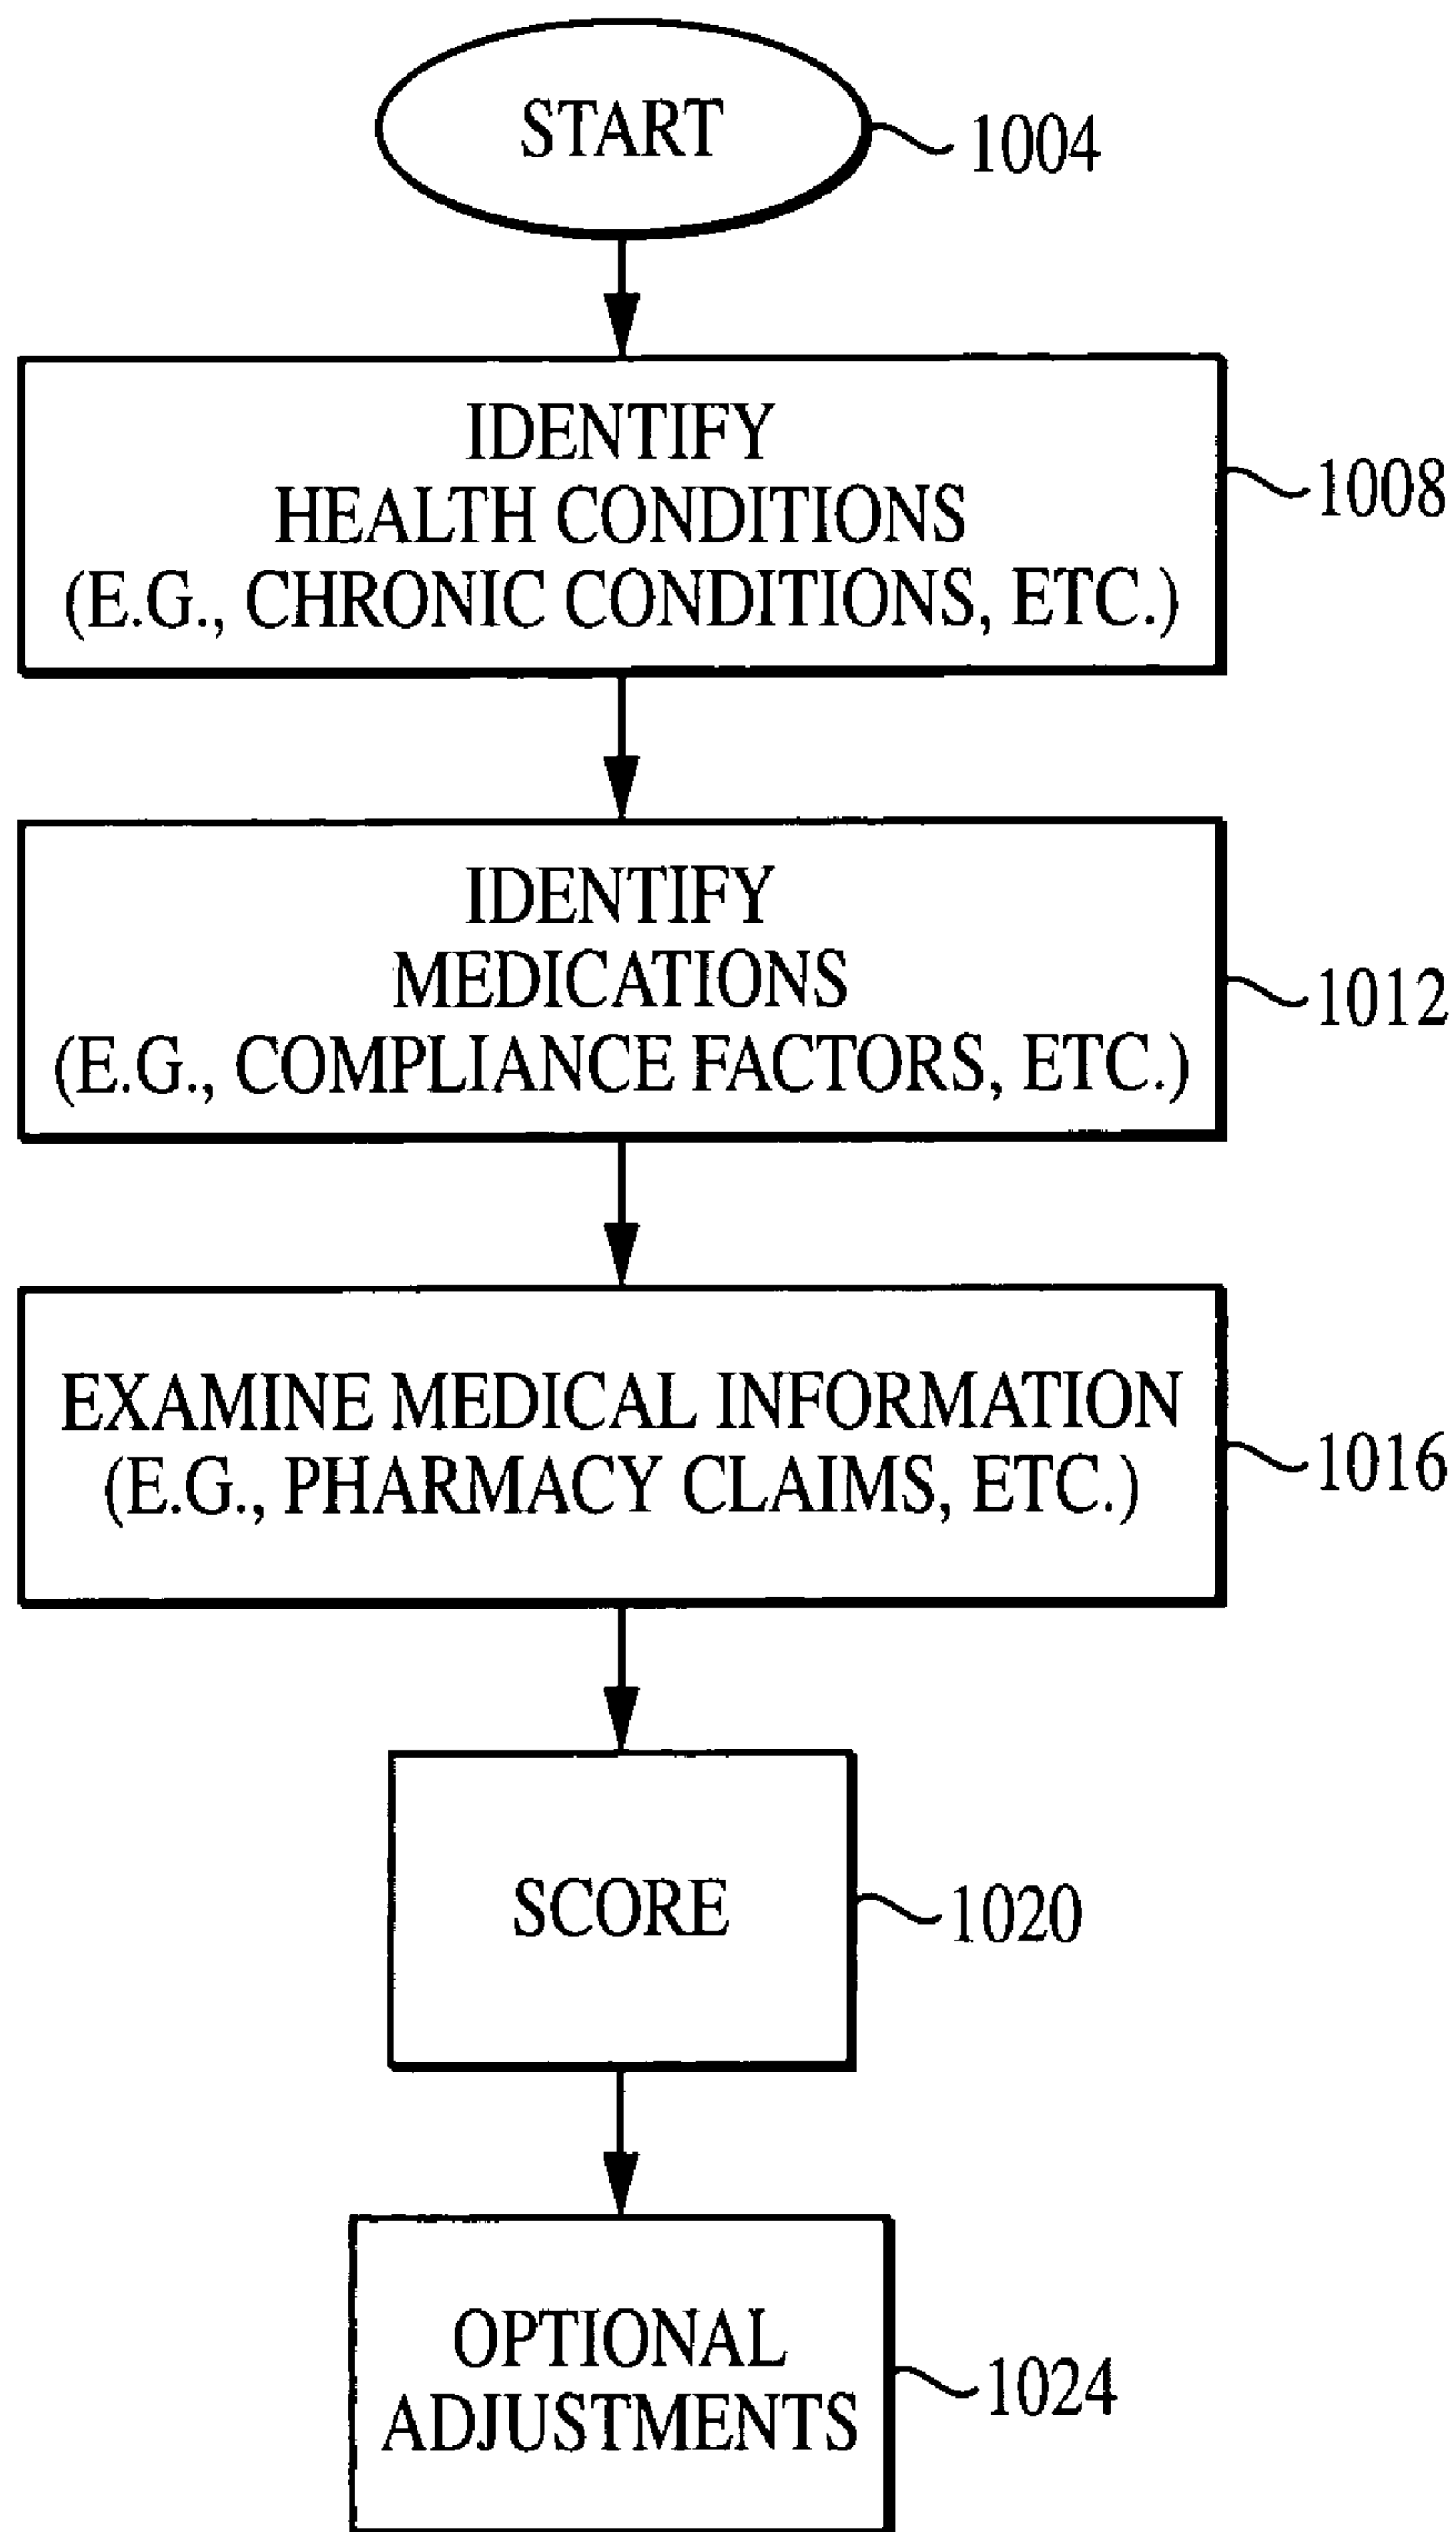 START
1004
IDENTIFY
HEALTH CONDITIONS
(E.G., CHRONIC CONDITIONS, ETC.)
1008
IDENTIFY
MEDICATIONS
(E.G., COMPLIANCE FACTORS, ETC.)
1012
EXAMINE MEDICAL INFORMATION
(E.G., PHARMACY CLAIMS, ETC.)
1016
SCORE
1020
OPTIONAL
ADJUSTMENTS
1024